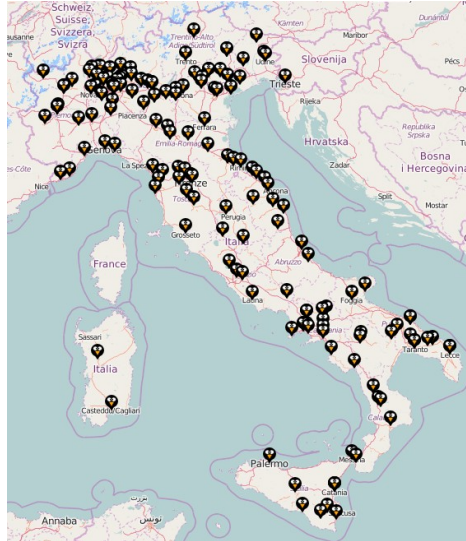 Schweiz,
Suisse,
Svizzera,
Svizra
Kärnten
Maribor
Dunántúl
Trentino-Alto
Adige/Südtirol
Trento
Udine
Slovenija
Pécs
Trieste
Rijeka
Piacenza
Ferrara
Emilia-Romagna
Hrvatska
Republika
Srpska
Bosna
i Hercegovina
Zadar
Genova
La Spezia
Nice
Firenze
Ancona
Split
Mostar
Perugia
Grosseto
Italia
Abruzzo
France
Latina
Foggia
Sassari
Italia
Casteddu/Cagliari
Taranto
Lecce
Palermo
Messina
Catania
Annaba
بنزرت
تونس